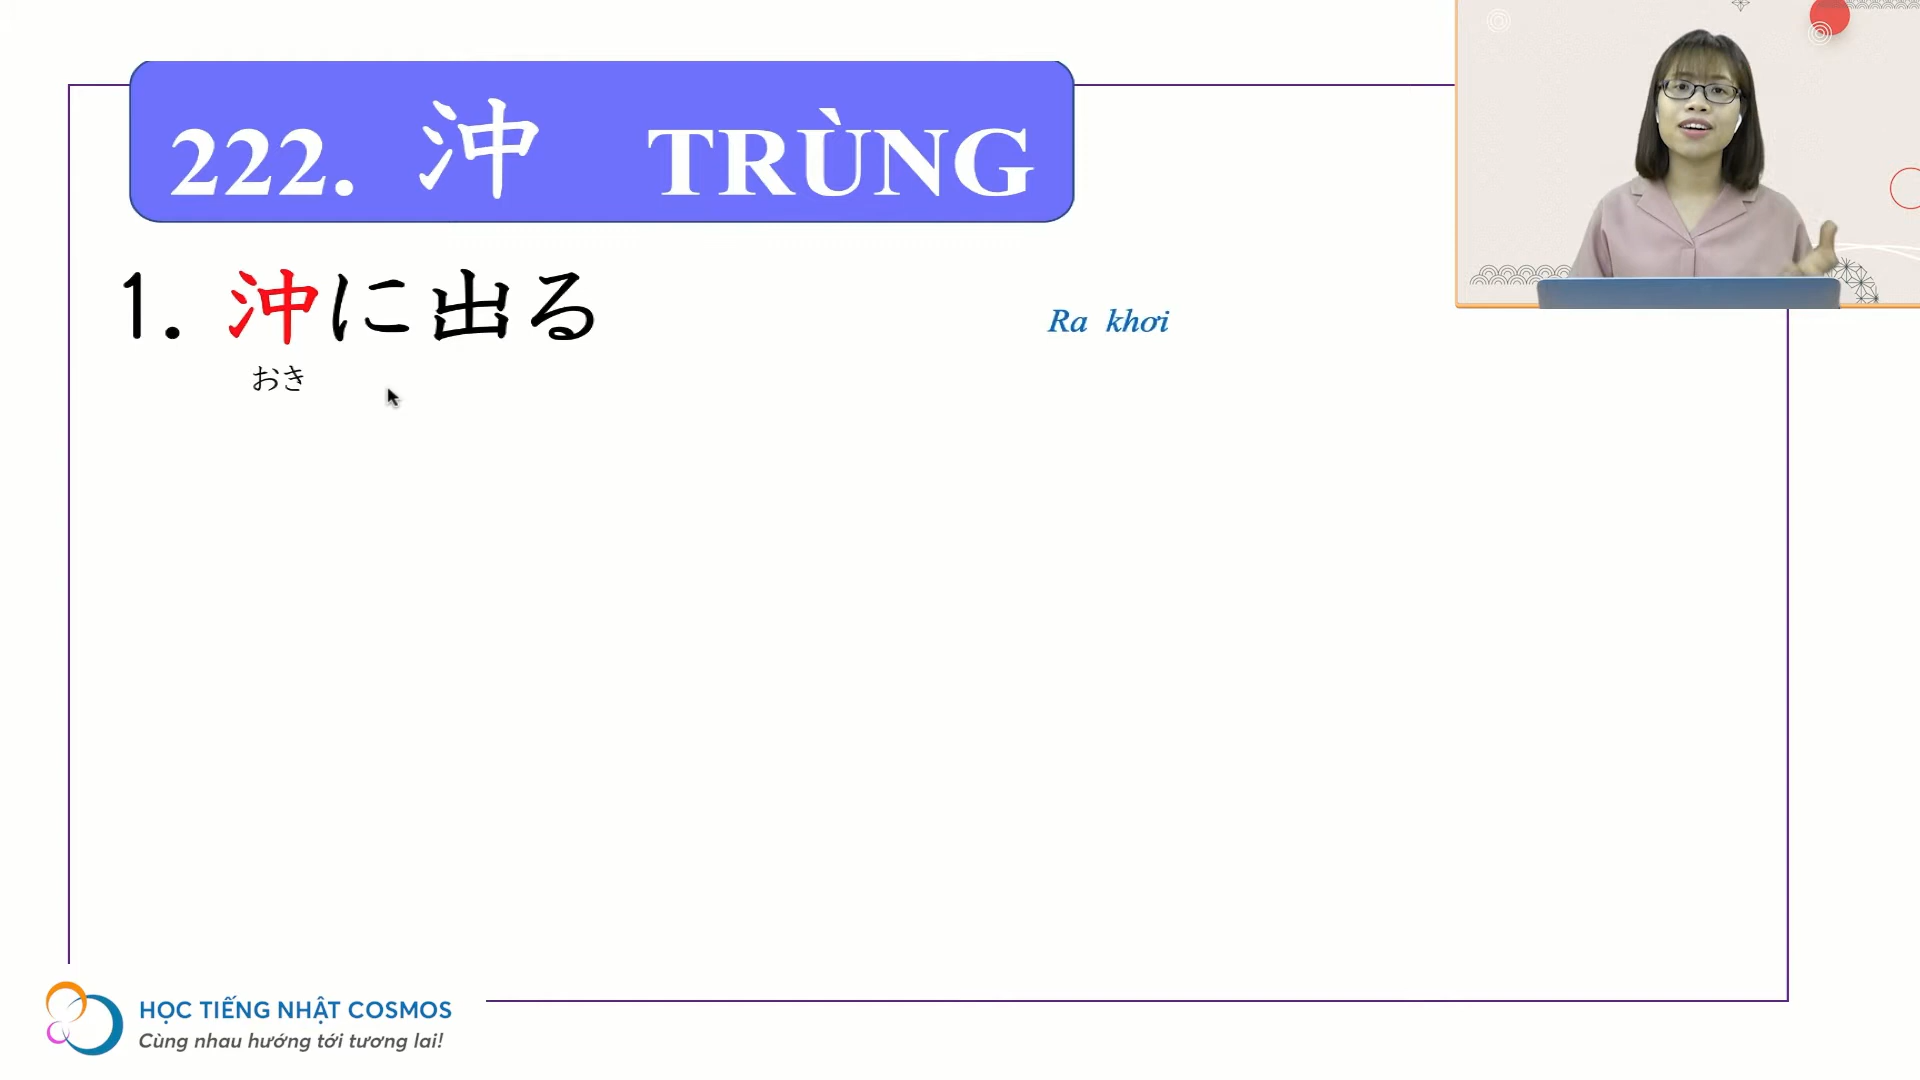 222. 沖 TRÙNG
1. 沖に出る
おき
Ra khơi
HỌC TIẾNG NHẬT COSMOS
Cùng nhau hướng tới tương lai!